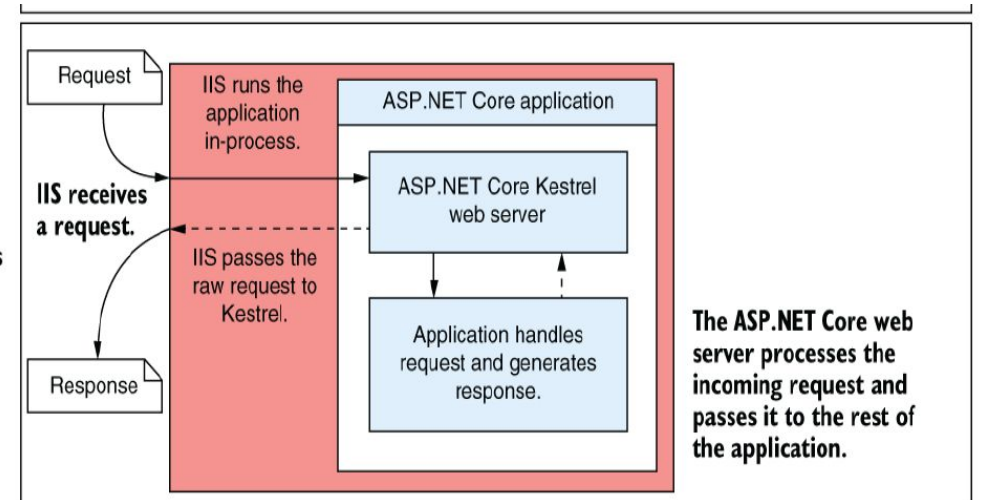 Request
IIS runs the
application
in-process.
ASP.NET Core application
ASP.NET Core Kestrel
web server
IIS receives
a request.
s
IIS passes the
raw request to
Kestrel.
Application handles
request and generates
response.
Response
The ASP.NET Core web
server processes the
incoming request and
passes it to the rest of
the application.